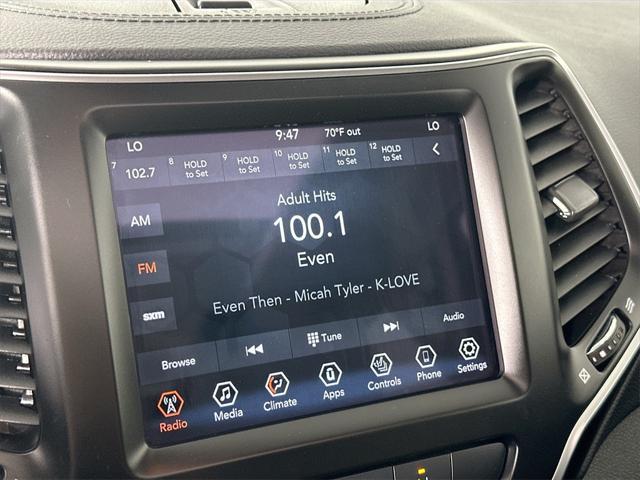 LO 9:47 70°F out LO
7 102.7 8 HOLD to Set 9 HOLD to Set 10 HOLD to Set 11 HOLD to Set 12 HOLD to Set
Adult Hits
AM 100.1
FM Even
Even Then - Micah Tyler - K-LOVE
sxm
Browse Tune Audio
Radio Media Climate Apps Controls Phone Settings